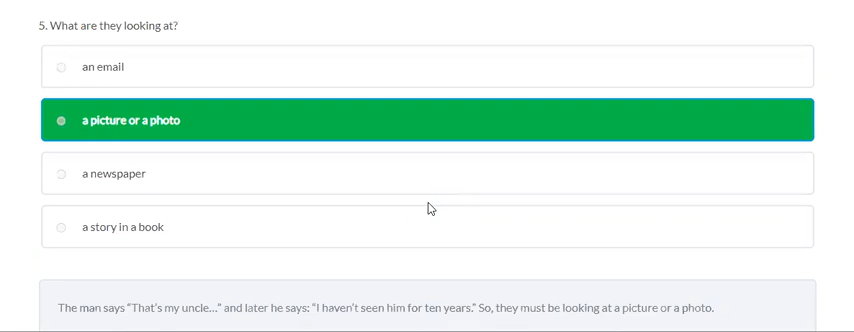 5. What are they looking at?
an email
a picture or a photo
a newspaper
a story in a book
The man says “That’s my uncle...” and later he says: “I haven’t seen him for ten years.” So, they must be looking at a picture or a photo.